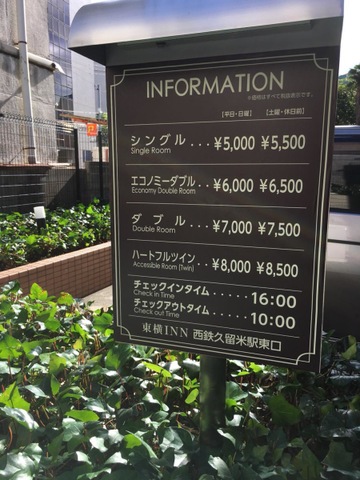 INFORMATION
※価格はすべて税込表示です。
[平日・日曜] [土曜・休日前]
シングル・・・¥5,000 ¥5,500
Single Room
エコノミーダブル・・・¥6,000 ¥6,500
Economy Double Room
ダブル・・・¥7,000 ¥7,500
Double Room
ハートフルツイン・・・¥8,000 ¥8,500
Accessible Room (Twin)
チェックインタイム・・・・・・16:00
Check in Time
チェックアウトタイム・・・・・10:00
Check out Time
東横INN 西鉄久留米駅東口